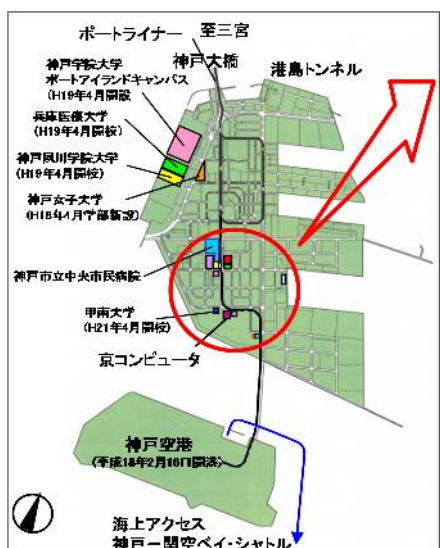 ポートライナー
至三宮
神戸大橋
港島トンネル
神戸学院大学
ポートアイランドキャンパス
(H19年4月開設
兵庫医療大学
(H19年4月開校)
神戸夙川学院大学
(H19年4月開校)
神戸女子大学
(H18年4月学部新設)
神戸市立中央市民病院
甲南大学
(H21年4月開校)
京コンピュータ
神戸空港
(平成18年2月16日開港)
海上アクセス
神戸－関空ベイ・シャトル